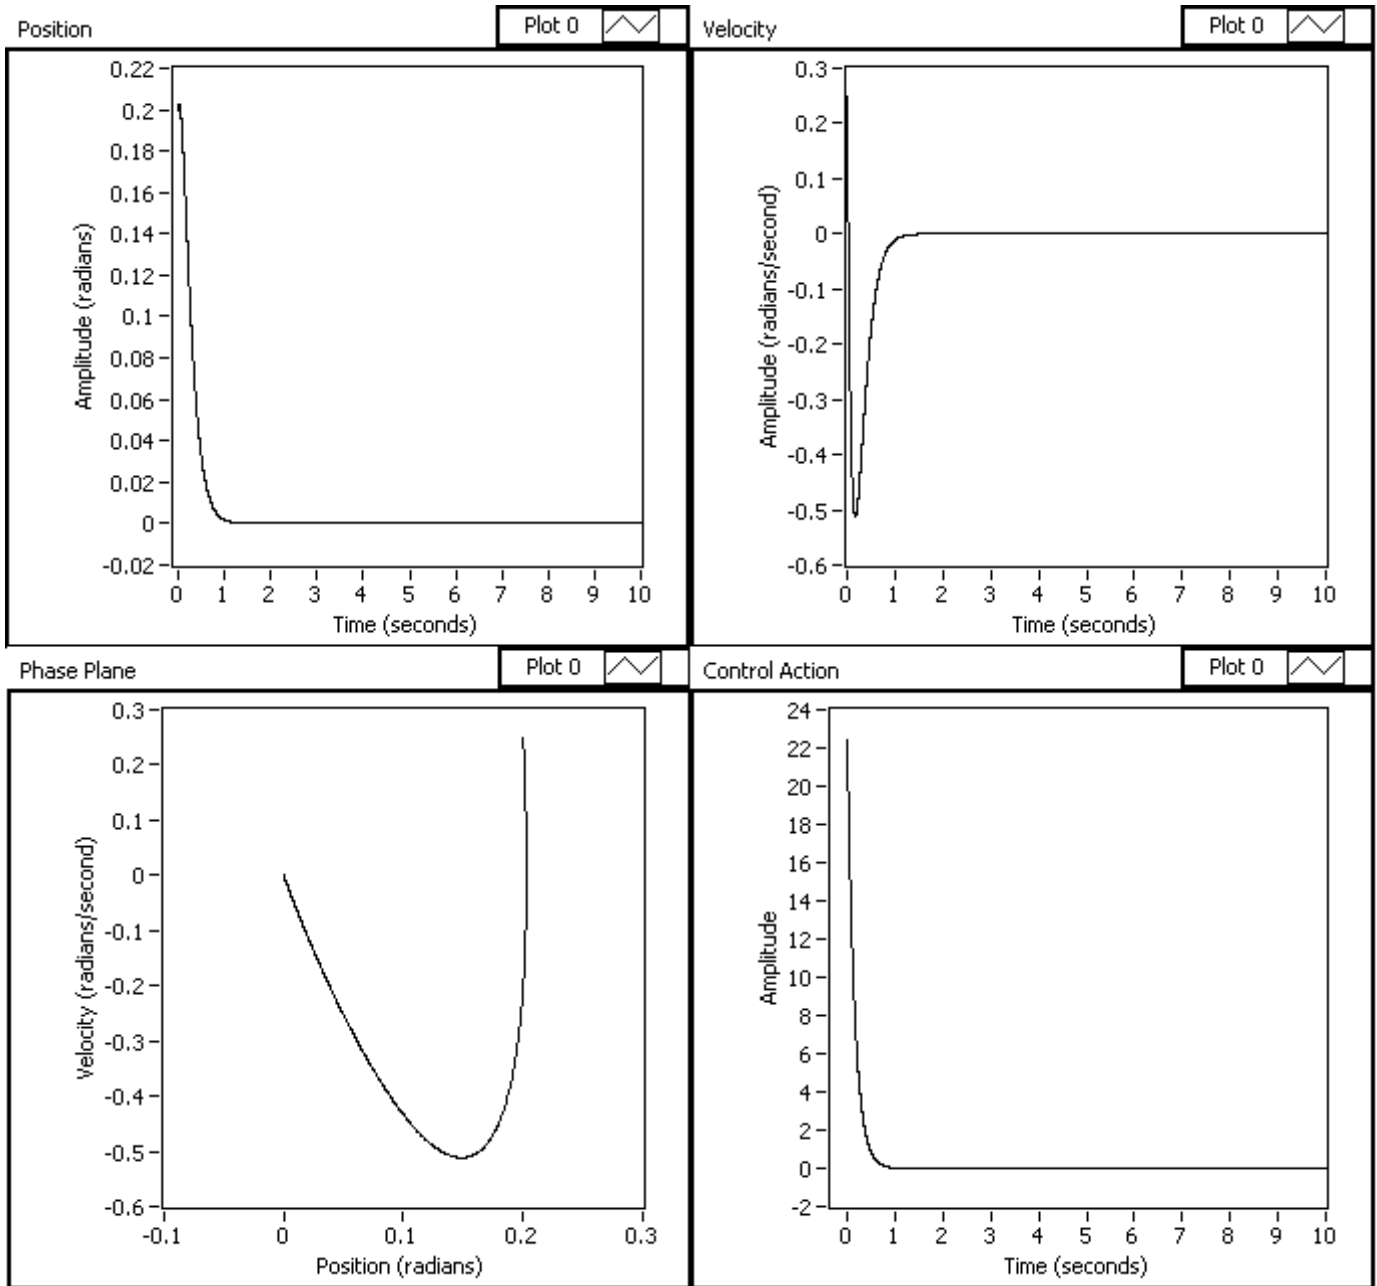 Position
Plot 0
0.22
0.2
0.18
0.16
0.14
0.12
0.1
0.08
0.06
0.04
0.02
0
-0.02
Amplitude (radians)
0 1 2 3 4 5 6 7 8 9 10
Time (seconds)
Velocity
Plot 0
0.3
0.2
0.1
0
-0.1
-0.2
-0.3
-0.4
-0.5
-0.6
Amplitude (radians/second)
0 1 2 3 4 5 6 7 8 9 10
Time (seconds)
Phase Plane
Plot 0
0.3
0.2
0.1
0
-0.1
-0.2
-0.3
-0.4
-0.5
-0.6
Velocity (radians/second)
-0.1 0 0.1 0.2 0.3
Position (radians)
Control Action
Plot 0
24
22
20
18
16
14
12
10
8
6
4
2
0
-2
Amplitude
0 1 2 3 4 5 6 7 8 9 10
Time (seconds)